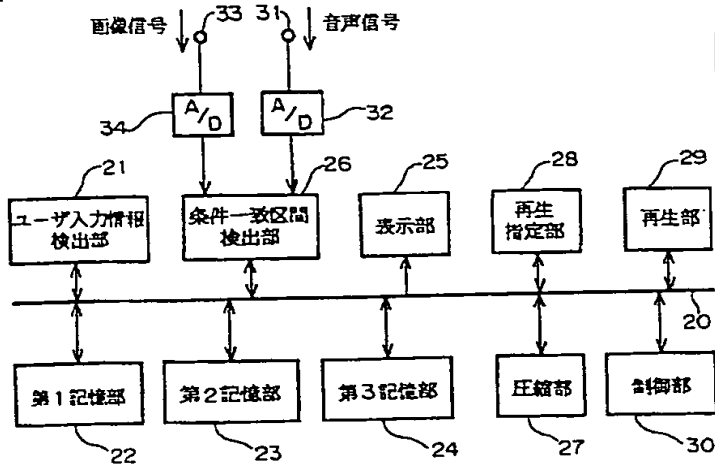 画像信号
33
31
音声信号
A/D
34
A/D
32
21
26
25
28
29
ユーザ入力情報
検出部
条件一致区間
検出部
表示部
再生
指定部
再生部
20
第1記憶部
第2記憶部
第3記憶部
圧縮部
制御部
22
23
24
27
30